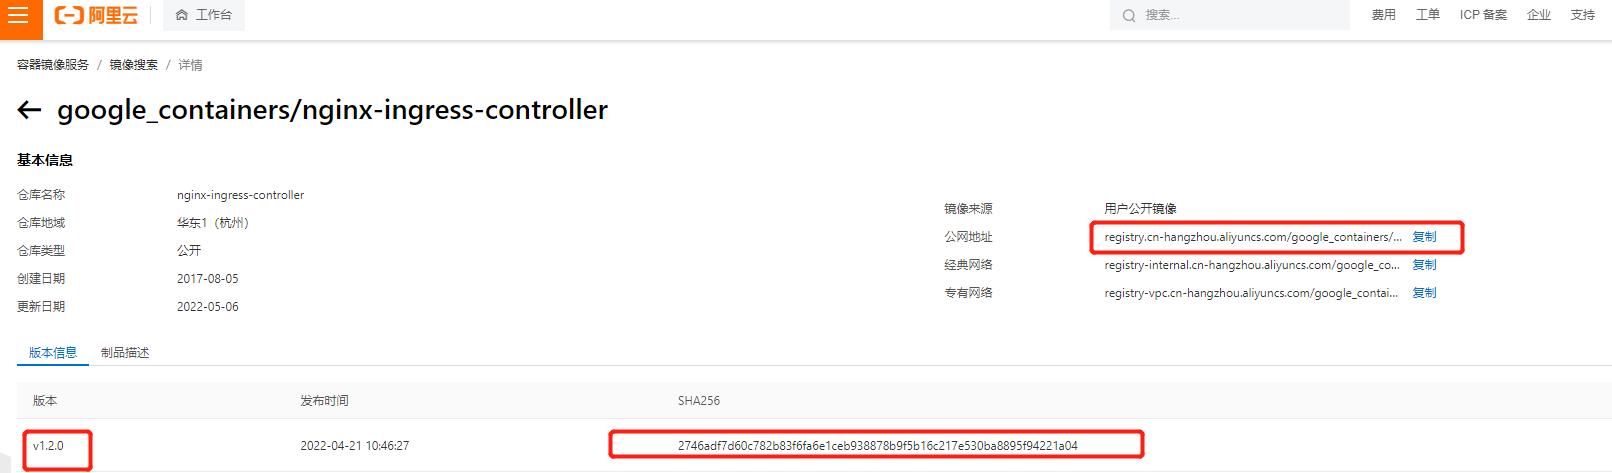 阿里云 工作台 搜索... 费用 工单 ICP 备案 企业 支持
容器镜像服务 / 镜像搜索 / 详情
google_containers/nginx-ingress-controller
基本信息
仓库名称 nginx-ingress-controller
仓库地域 华东1（杭州）
仓库类型 公开
创建日期 2017-08-05
更新日期 2022-05-06
镜像来源 用户公开镜像
公网地址 registry.cn-hangzhou.aliyuncs.com/google_containers/... 复制
经典网络 registry-internal.cn-hangzhou.aliyuncs.com/google_co... 复制
专有网络 registry-vpc.cn-hangzhou.aliyuncs.com/google_contai... 复制
版本信息 制品描述
版本 发布时间 SHA256
v1.2.0 2022-04-21 10:46:27 2746adf7d60c782b83f6fa6e1ceb938878b9f5b16c217e530ba8895f94221a04